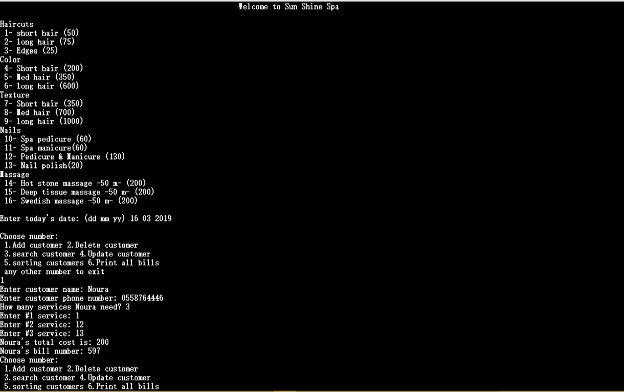 Welcome to Sun Shine Spa
Haircuts
1- short hair (50)
2- long hair (75)
3- Edges (25)
Color
4- Short hair (200)
5- Med hair (350)
6- long hair (600)
Texture
7- Short hair (350)
8- Med hair (700)
9- long hair (1000)
Nails
10- Spa pedicure (60)
11- Spa manicure(60)
12- Pedicure & Manicure (130)
13- Nail polish(20)
Massage
14- Hot stone massage -50 m- (200)
15- Deep tissue massage -50 m- (200)
16- Swedish massage -50 m- (200)
Enter today's date: (dd mm yy) 16 03 2019
Choose number:
1.Add customer 2.Delete customer
3.search customer 4.Update customer
5.sorting customers 6.Print all bills
any other number to exit
1
Enter customer name: Noura
Enter customer phone number: 0558764446
How many services Noura need? 3
Enter #1 service: 1
Enter #2 service: 12
Enter #3 service: 13
Noura's total cost is: 200
Noura's bill number: 597
Choose number:
1.Add customer 2.Delete customer
3.search customer 4.Update customer
5.sorting customers 6.Print all bills